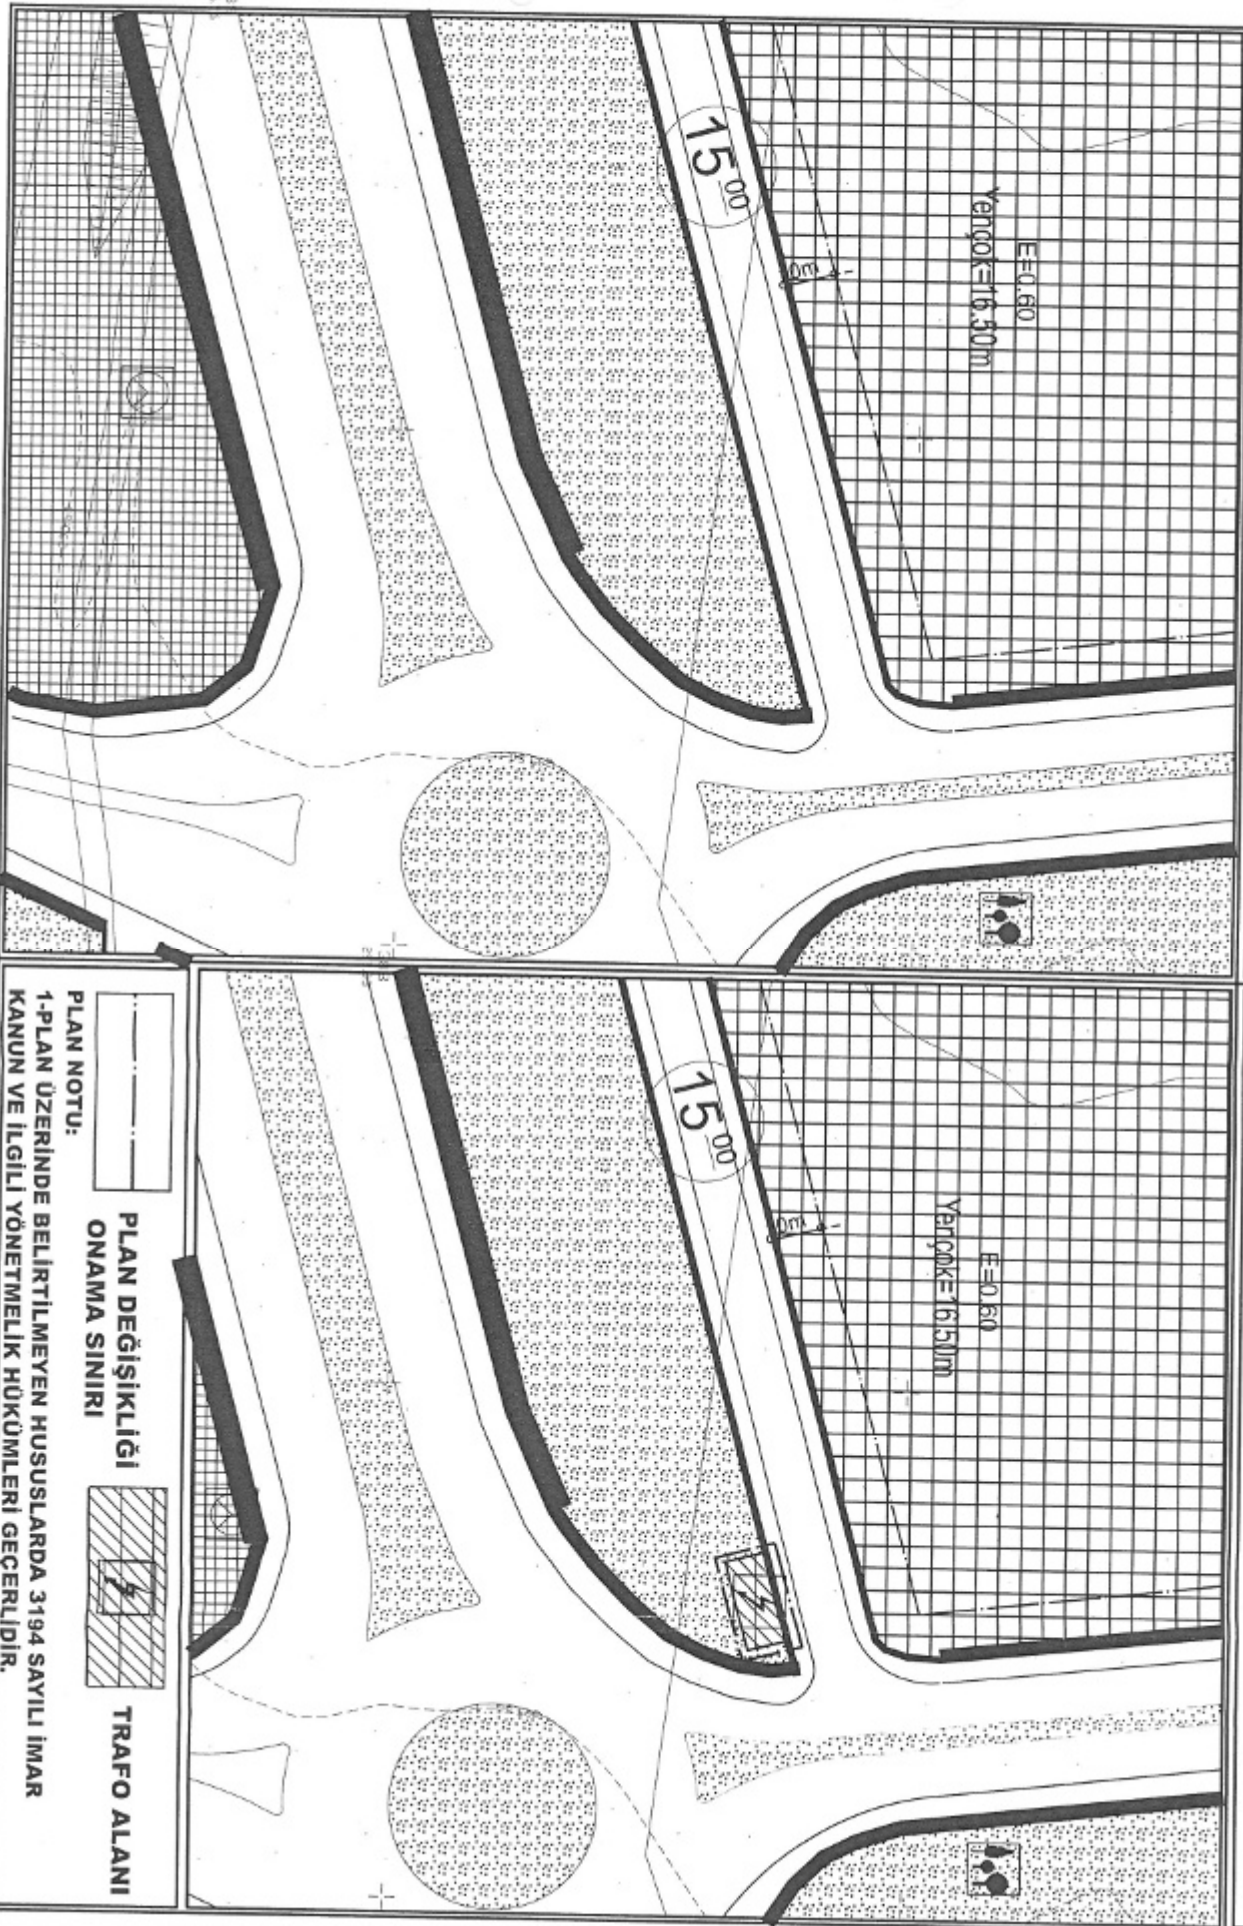 15.00
E=0.60
Yençok=16.50m
15.00
E=0.60
Yençok=16.50m
PLAN DEĞİŞİKLİĞİ
ONAMA SINIRI
TRAFO ALANI
PLAN NOTU:
1-PLAN ÜZERİNDE BELİRTİLMEYEN HUSUSLARDA 3194 SAYILI İMAR
KANUN VE İLGİLİ YÖNETMELİK HÜKÜMLERİ GEÇERLİDİR.